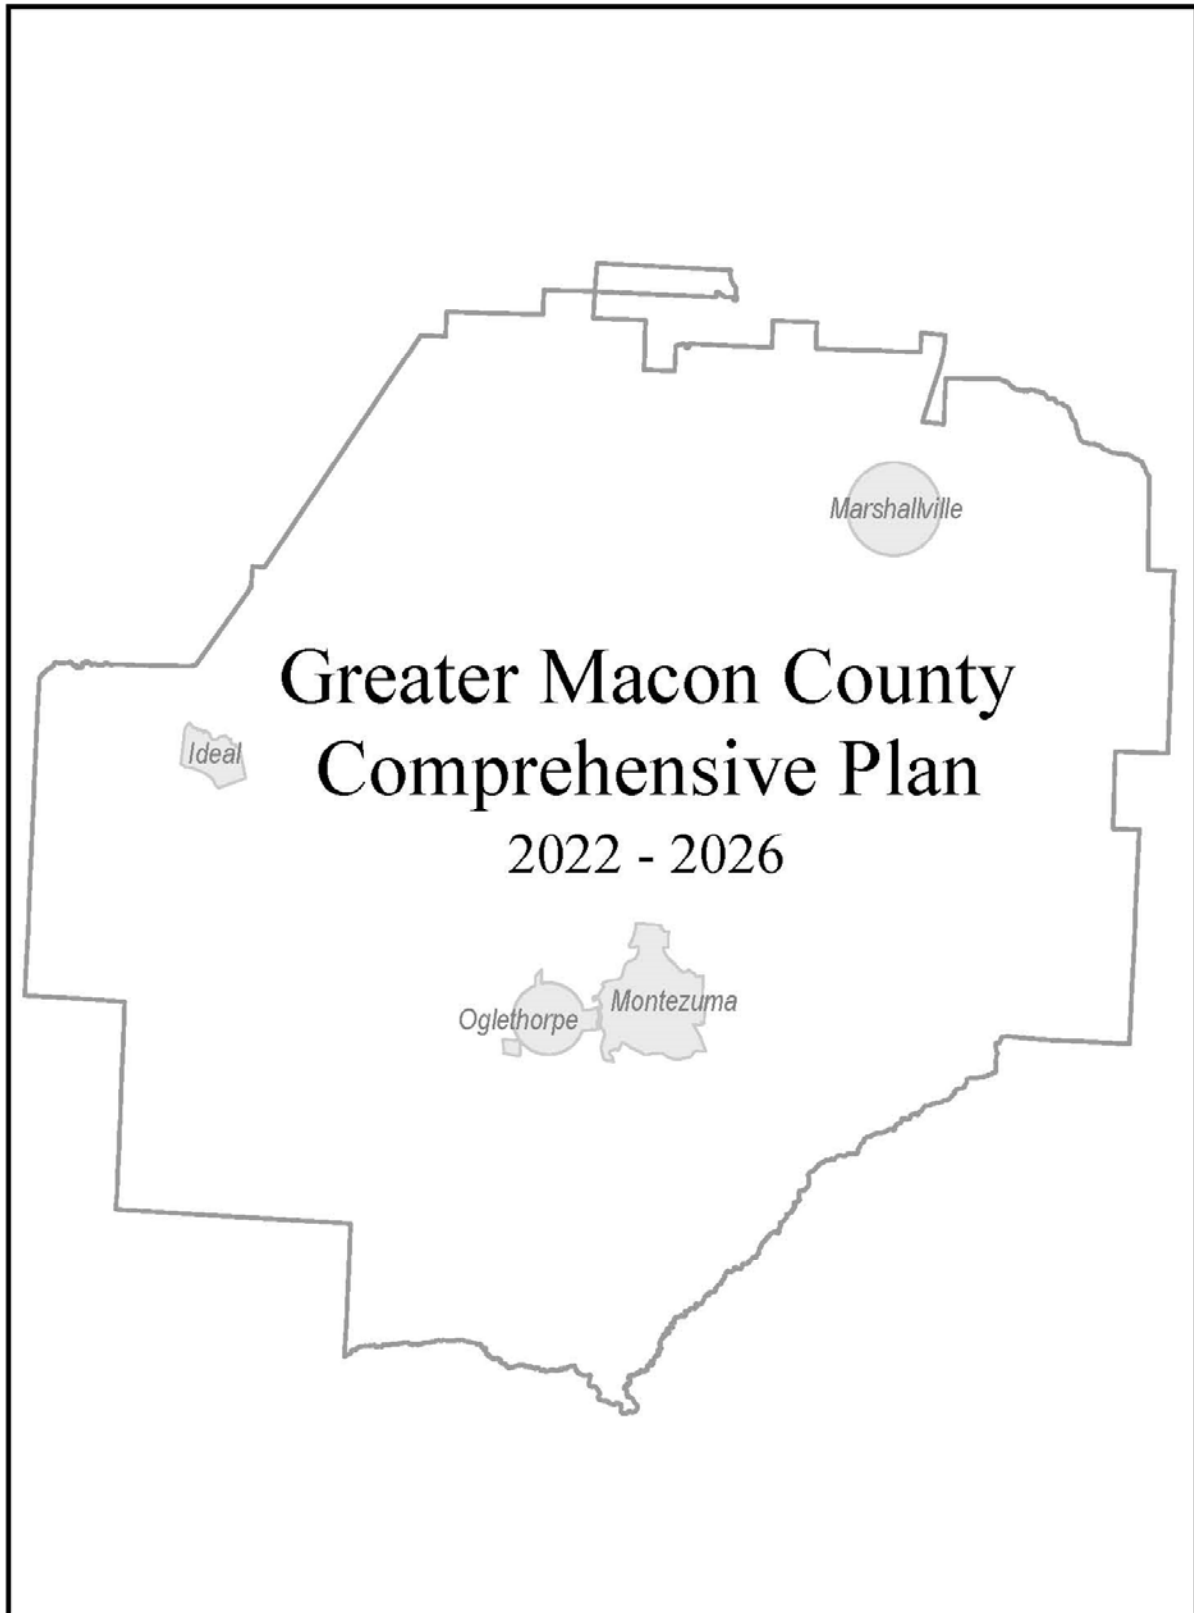 Marshallville
Greater Macon County
Comprehensive Plan
2022 - 2026
Ideal
Montezuma
Oglethorpe